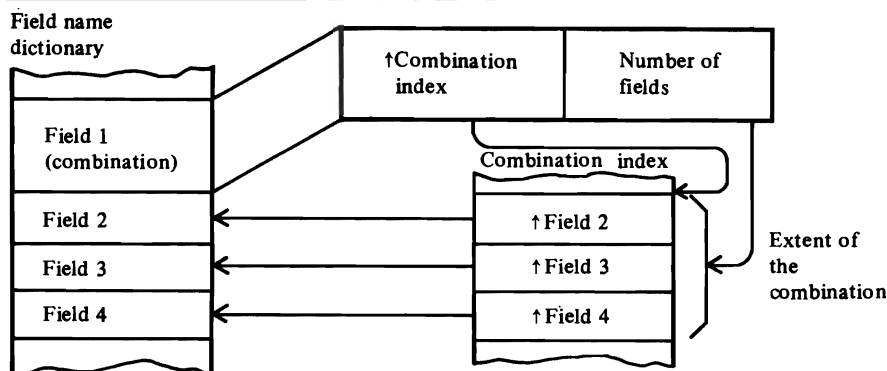 Field name
dictionary
↑Combination
index
Number of
fields
Field 1
(combination)
Combination index
Field 2
↑Field 2
Field 3
↑Field 3
Field 4
↑Field 4
Extent of
the
combination